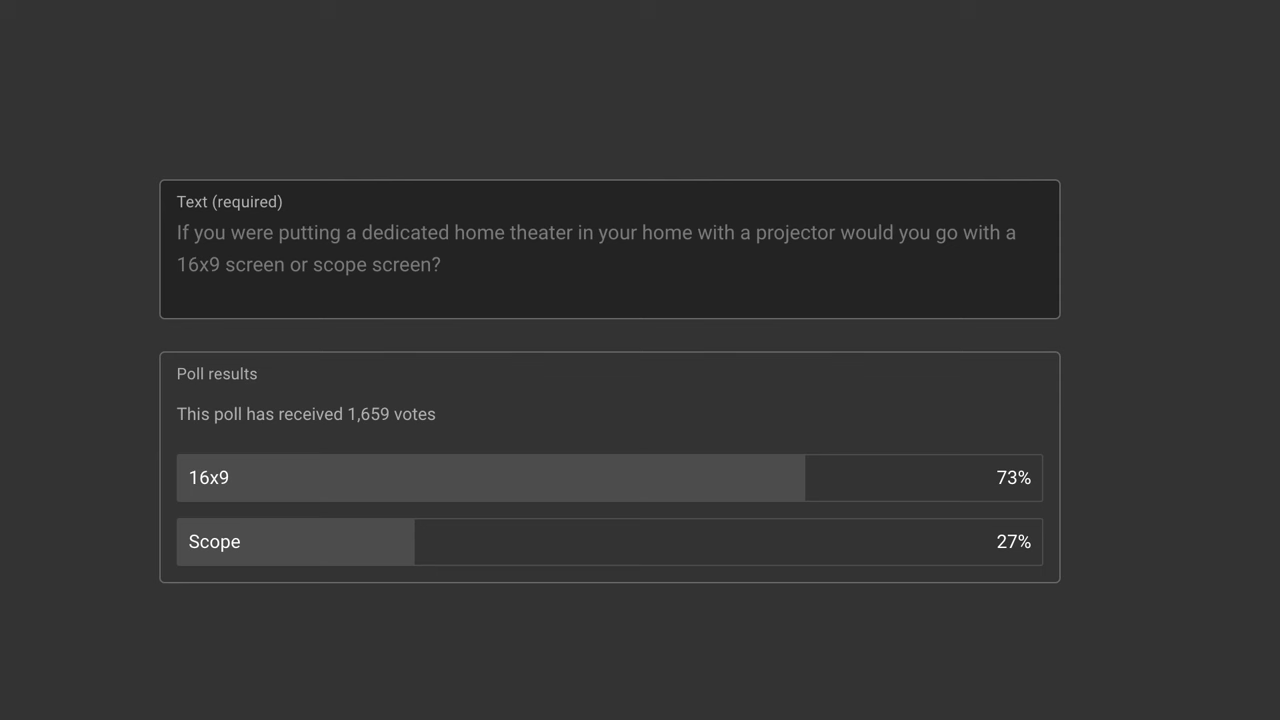 Text (required)
If you were putting a dedicated home theater in your home with a projector would you go with a
16x9 screen or scope screen?
Poll results
This poll has received 1,659 votes
16x9 73%
Scope 27%